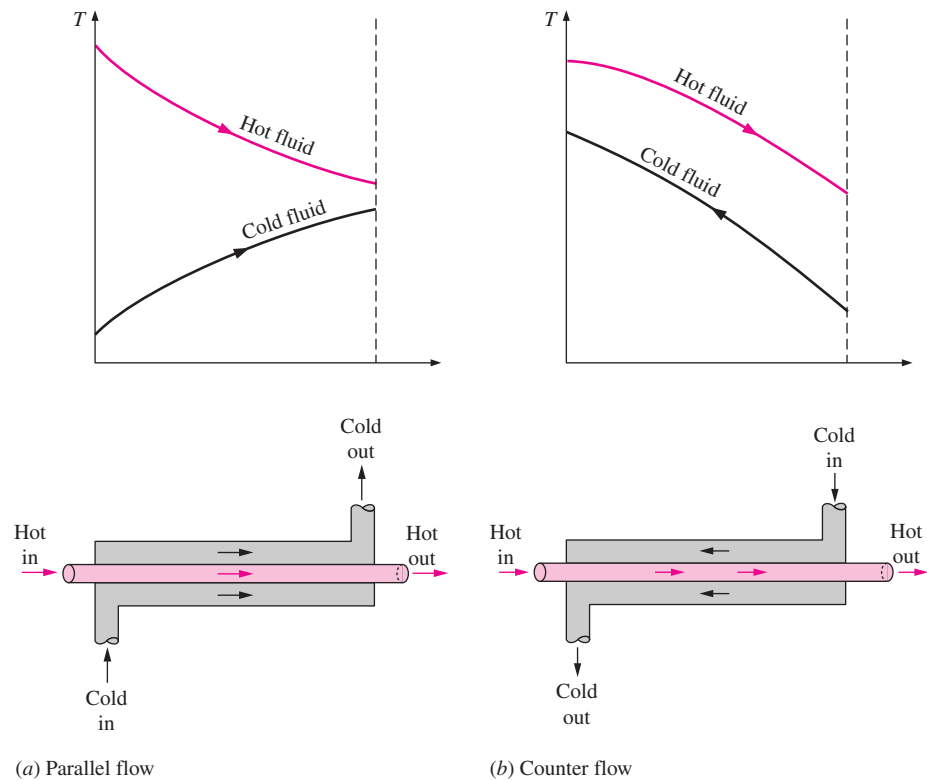 T
Hot fluid
Cold fluid
Cold
out
Hot
in
Hot
out
Cold
in
(a) Parallel flow
T
Hot fluid
Cold fluid
Cold
in
Hot
in
Hot
out
Cold
out
(b) Counter flow